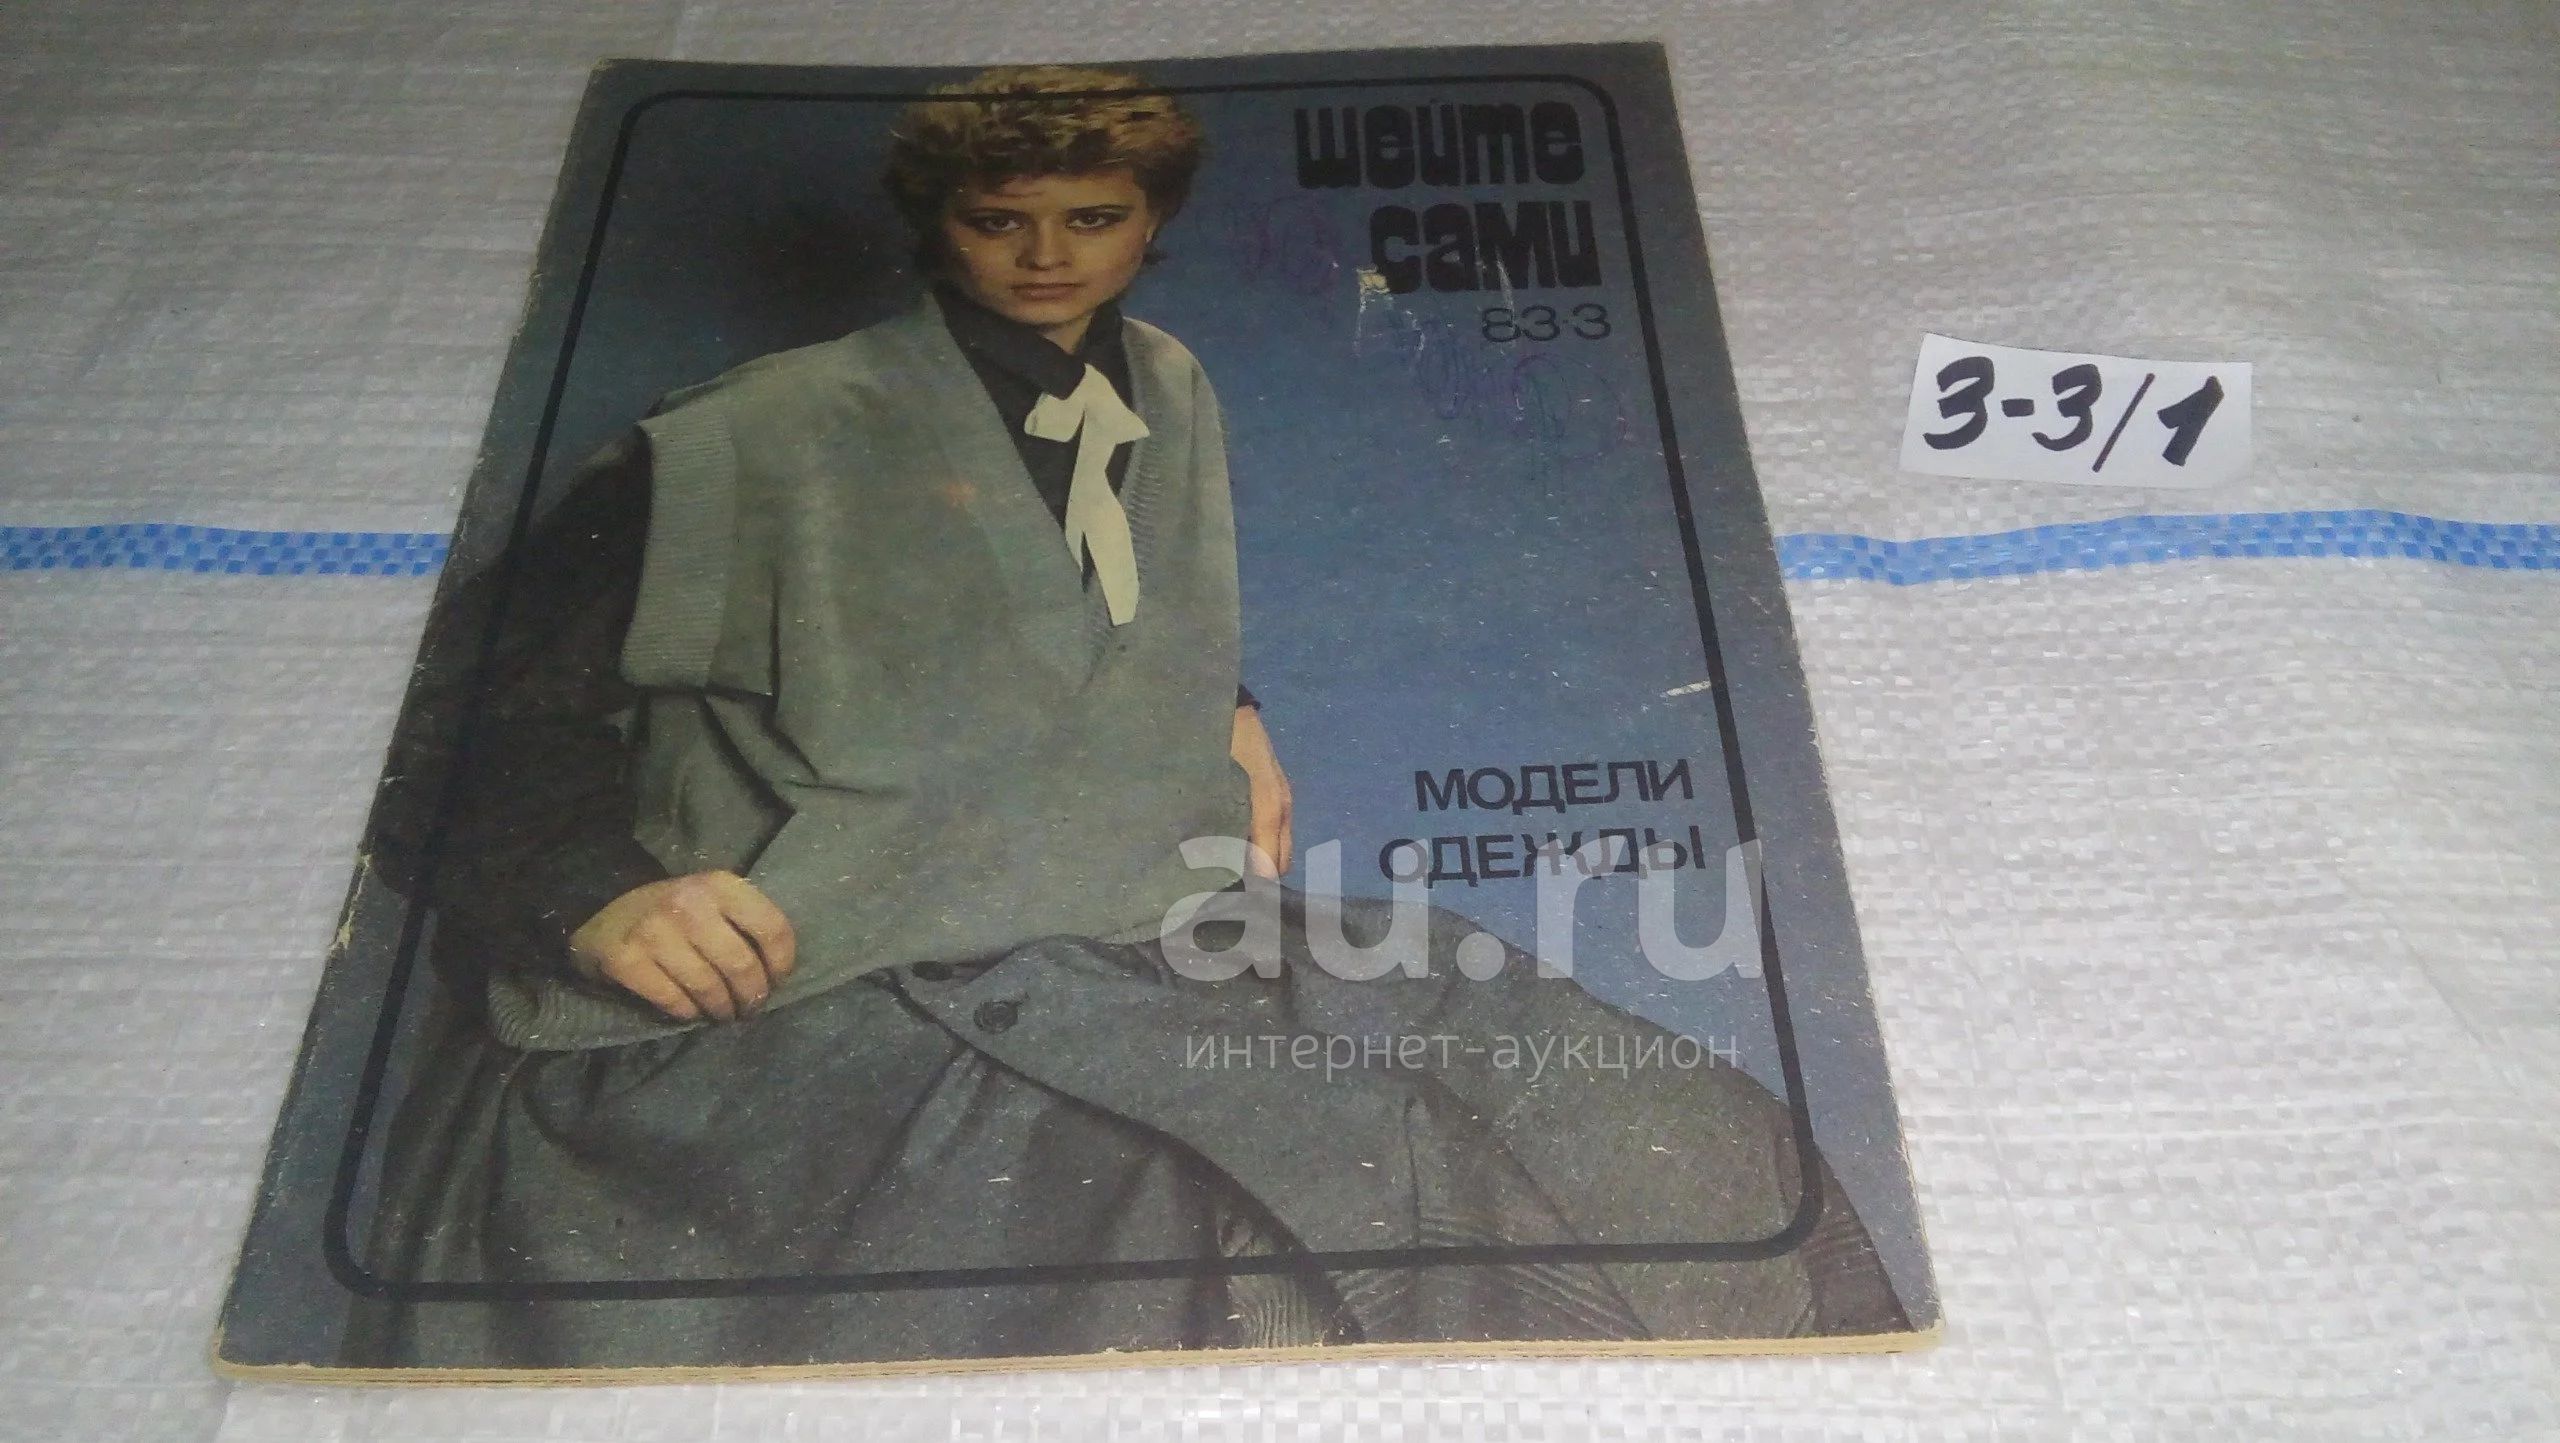 шейте
сами
83·3
3-3/1
МОДЕЛИ
ОДЕЖДЫ
au.ru
интернет-аукцион